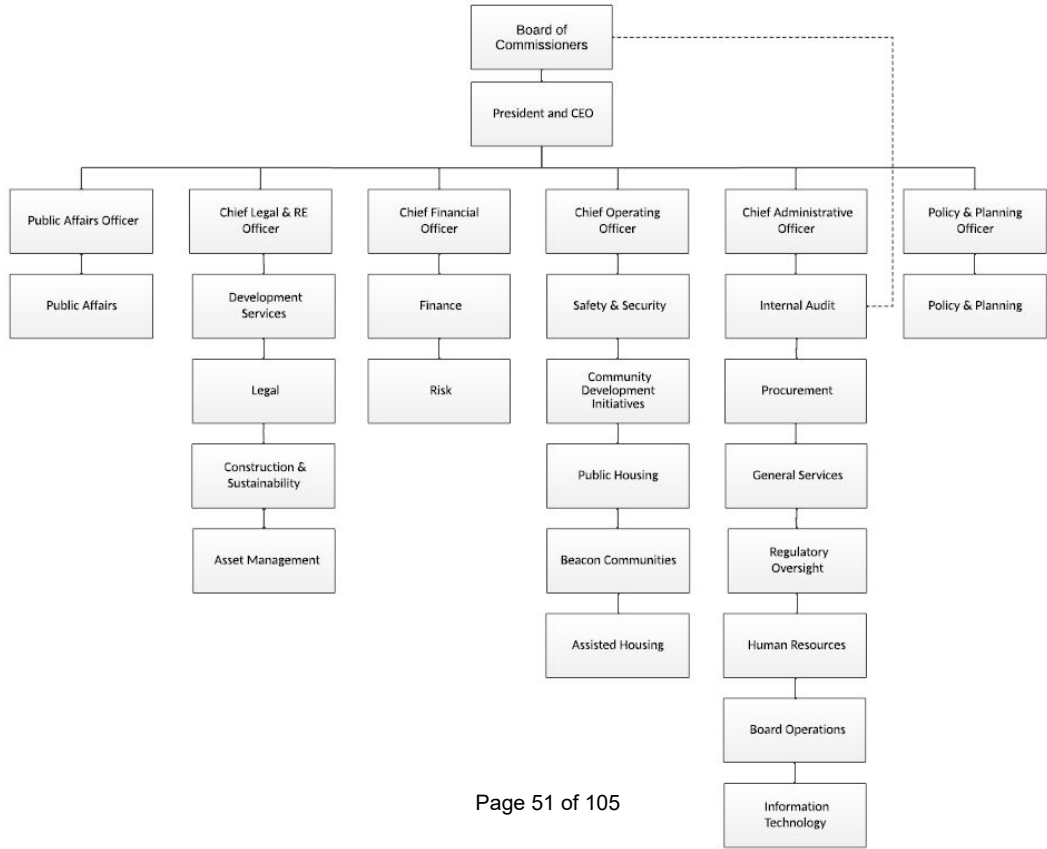 Board of
Commissioners
President and CEO
Public Affairs Officer
Chief Legal & RE
Officer
Chief Financial
Officer
Chief Operating
Officer
Chief Administrative
Officer
Policy & Planning
Officer
Public Affairs
Development
Services
Finance
Safety & Security
Internal Audit
Policy & Planning
Legal
Risk
Community
Development
Initiatives
Procurement
Construction &
Sustainability
Public Housing
General Services
Asset Management
Beacon Communities
Regulatory
Oversight
Assisted Housing
Human Resources
Board Operations
Information
Technology
Page 51 of 105